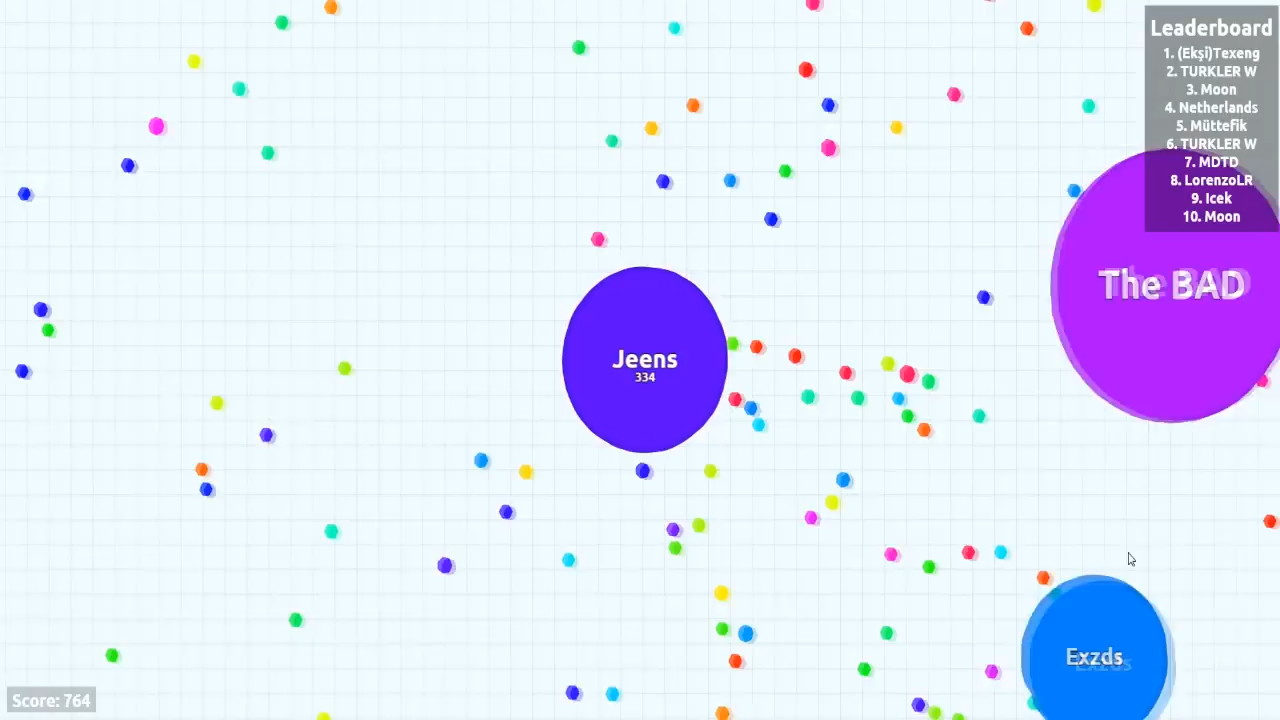 Leaderboard
1. (Ekşi)Texeng
2. TURKLER W
3. Moon
4. Netherlands
5. Müttefik
6. TURKLER W
7. MDTD
8. LorenzoLR
9. Icek
10. Moon
The BAD
Jeens
334
Exzds
Score: 764